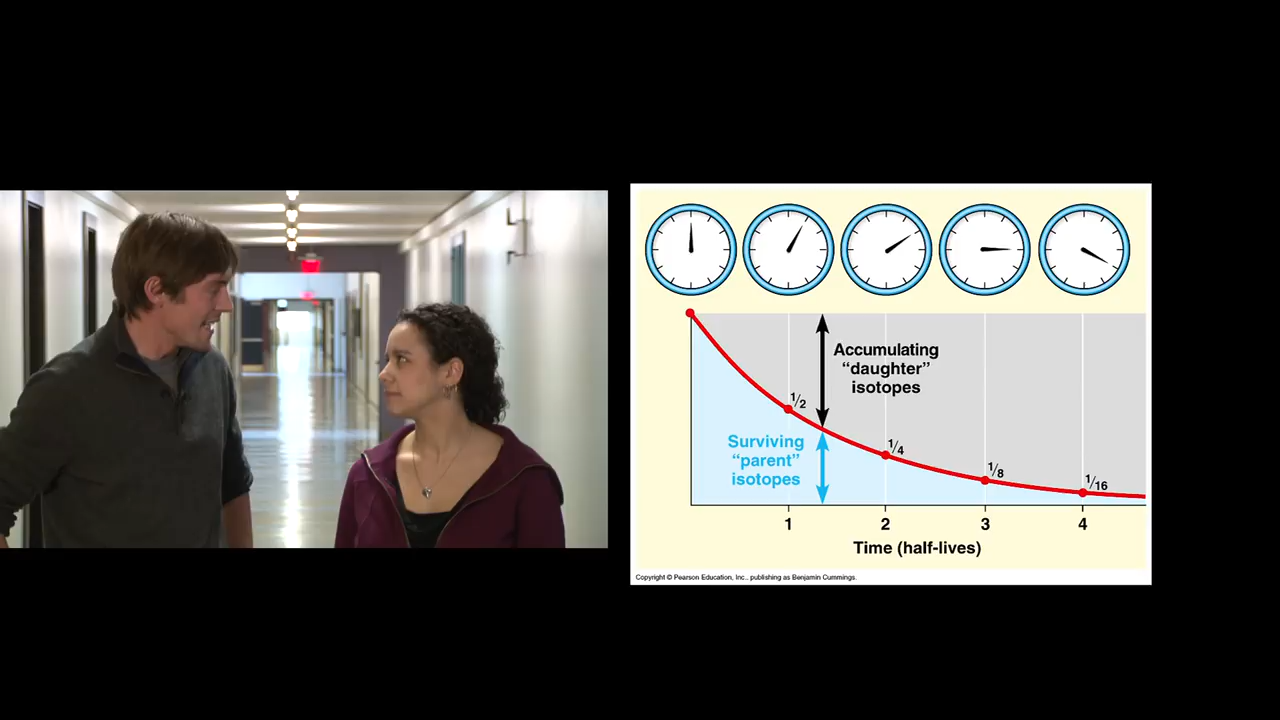 Accumulating
“daughter”
isotopes
1/2
Surviving
“parent”
isotopes
1/4
1/8
1/16
1
2
3
4
Time (half-lives)
Copyright © Pearson Education, Inc., publishing as Benjamin Cummings.